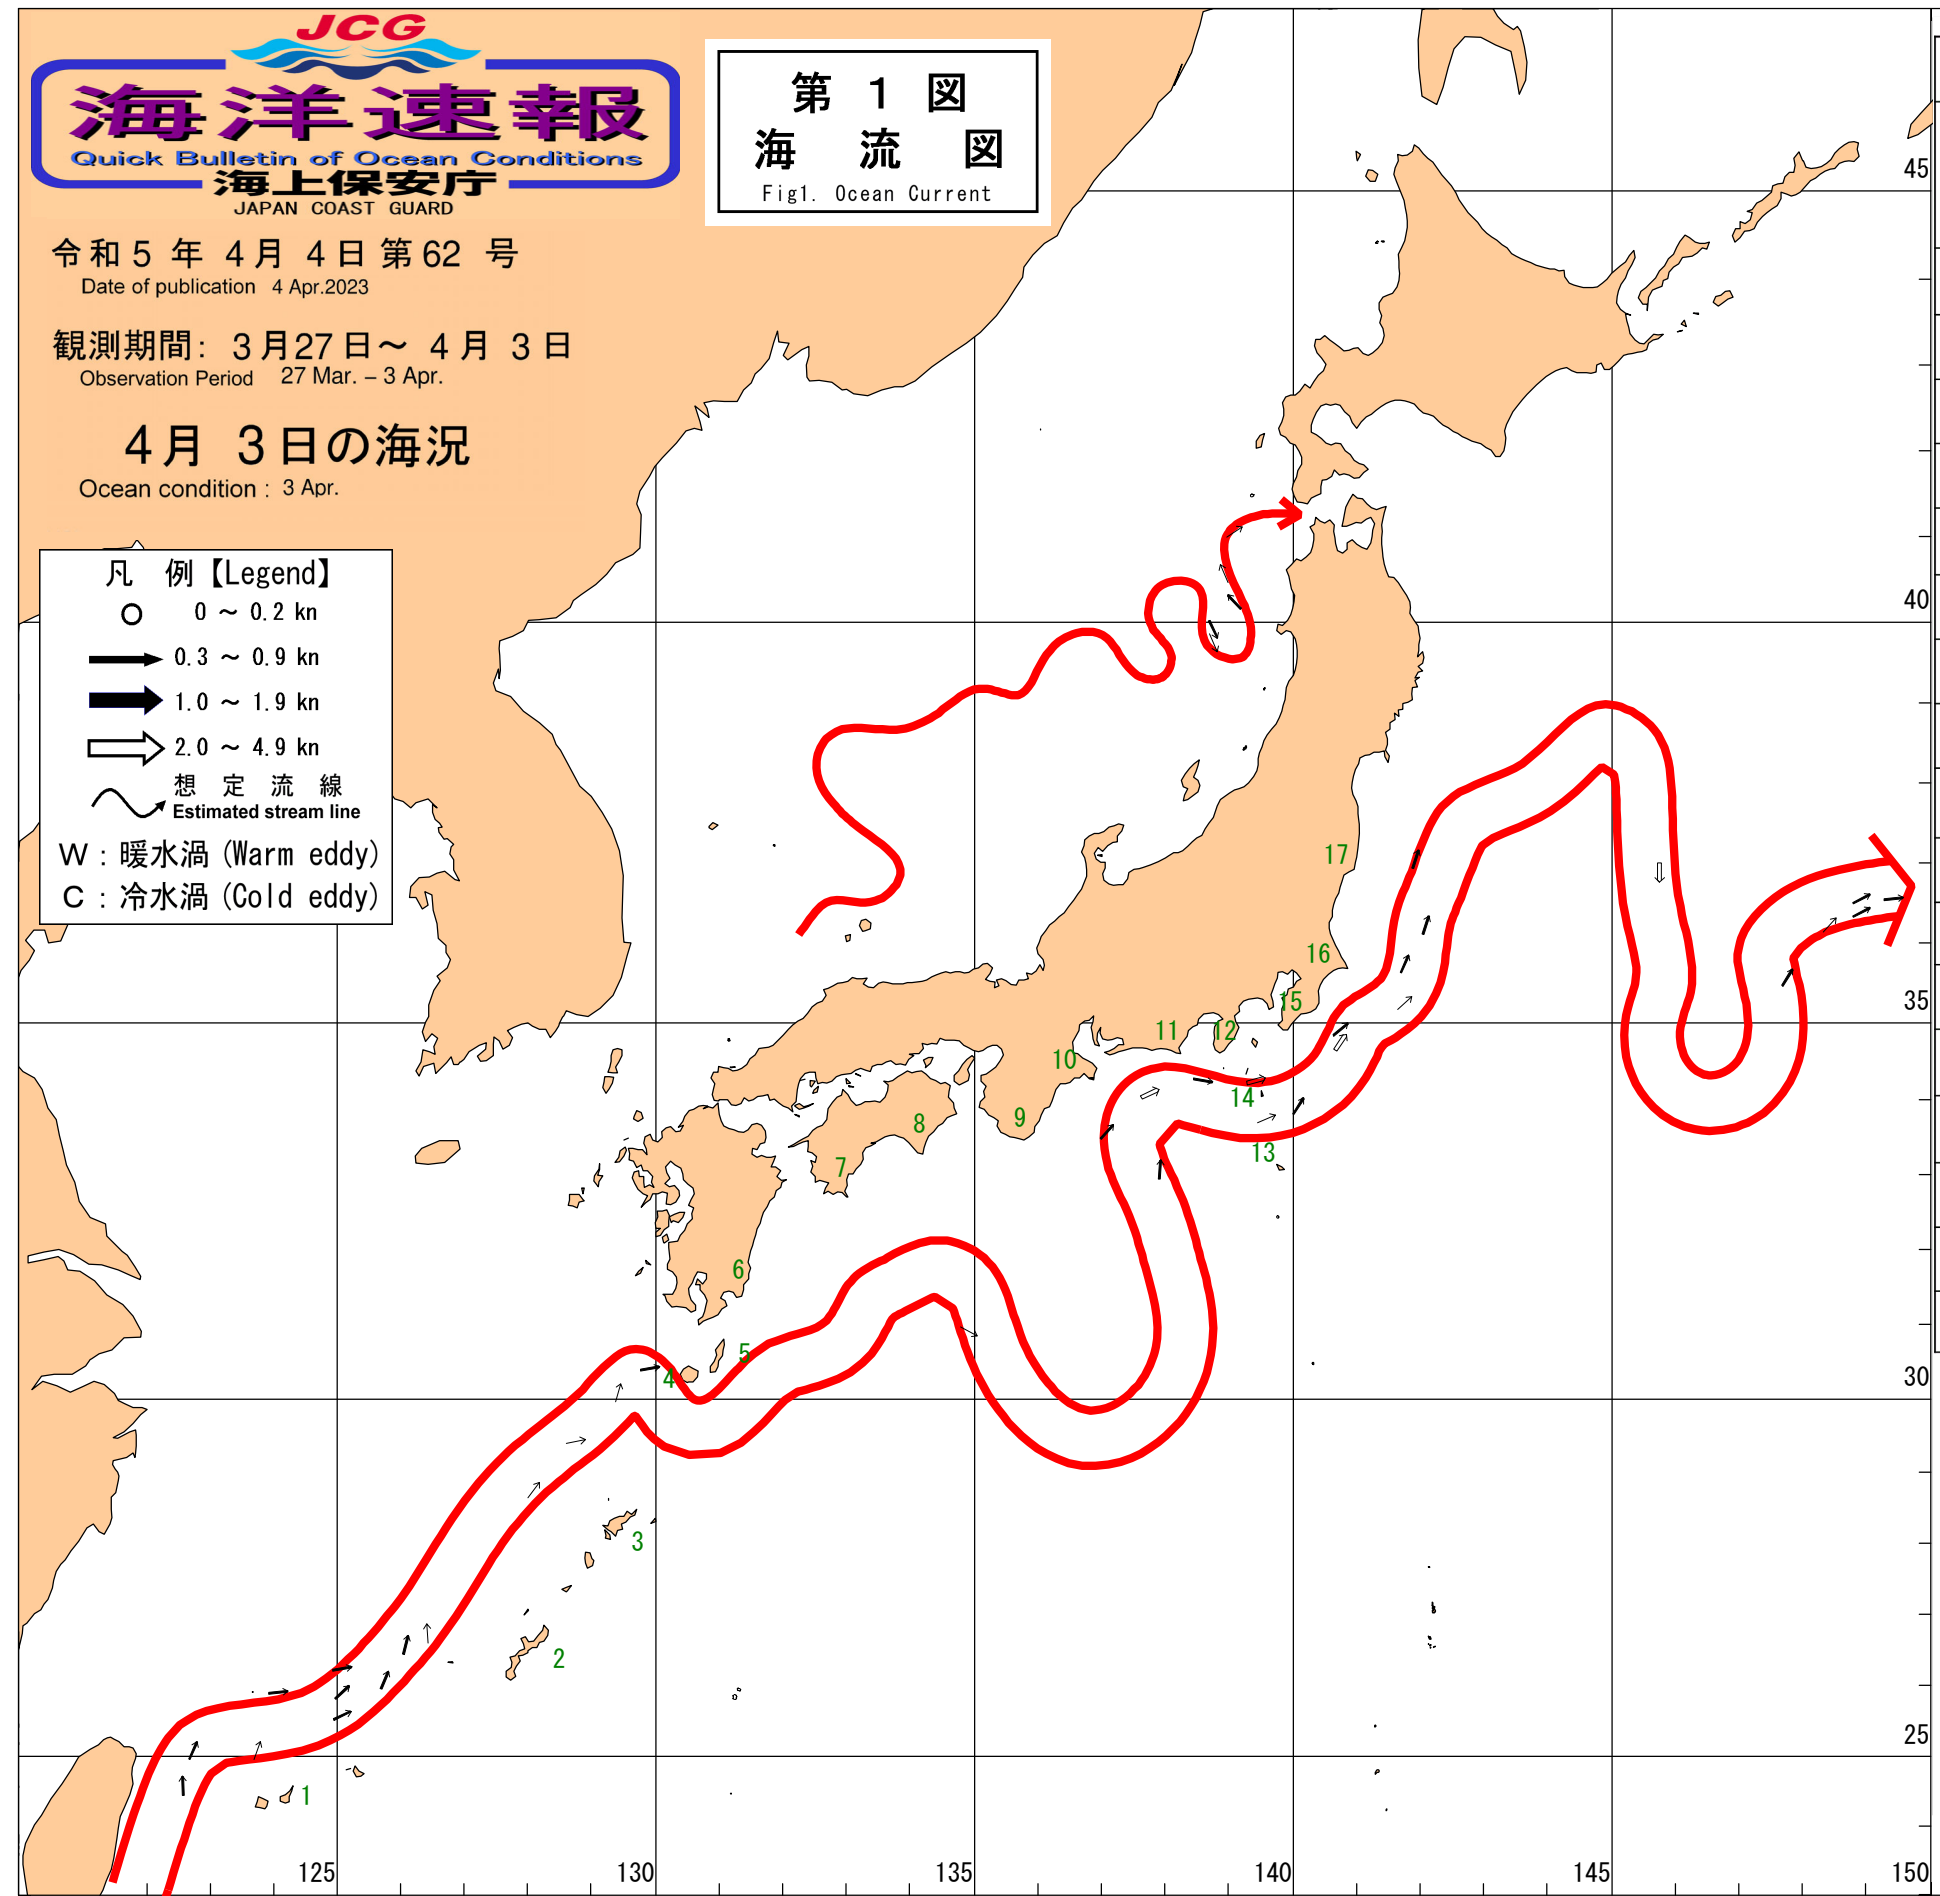 JCG
海洋速報
Quick Bulletin of Ocean Conditions
海上保安庁
JAPAN COAST GUARD
第 1 図
海 流 図
Fig1. Ocean Current
令和 5 年 4月 4日 第 62 号
Date of publication 4 Apr.2023
観測期間: 3月27日～ 4月 3日
Observation Period 27 Mar. – 3 Apr.
4月 3日の海況
Ocean condition : 3 Apr.
凡 例【Legend】
0 ～ 0.2 kn
0.3 ～ 0.9 kn
1.0 ～ 1.9 kn
2.0 ～ 4.9 kn
想 定 流 線
Estimated stream line
W : 暖水渦 (Warm eddy)
C : 冷水渦 (Cold eddy)
45
40
35
30
25
125
130
135
140
145
150
17
16
15
12
11
10
14
13
9
8
7
6
5
4
3
2
1